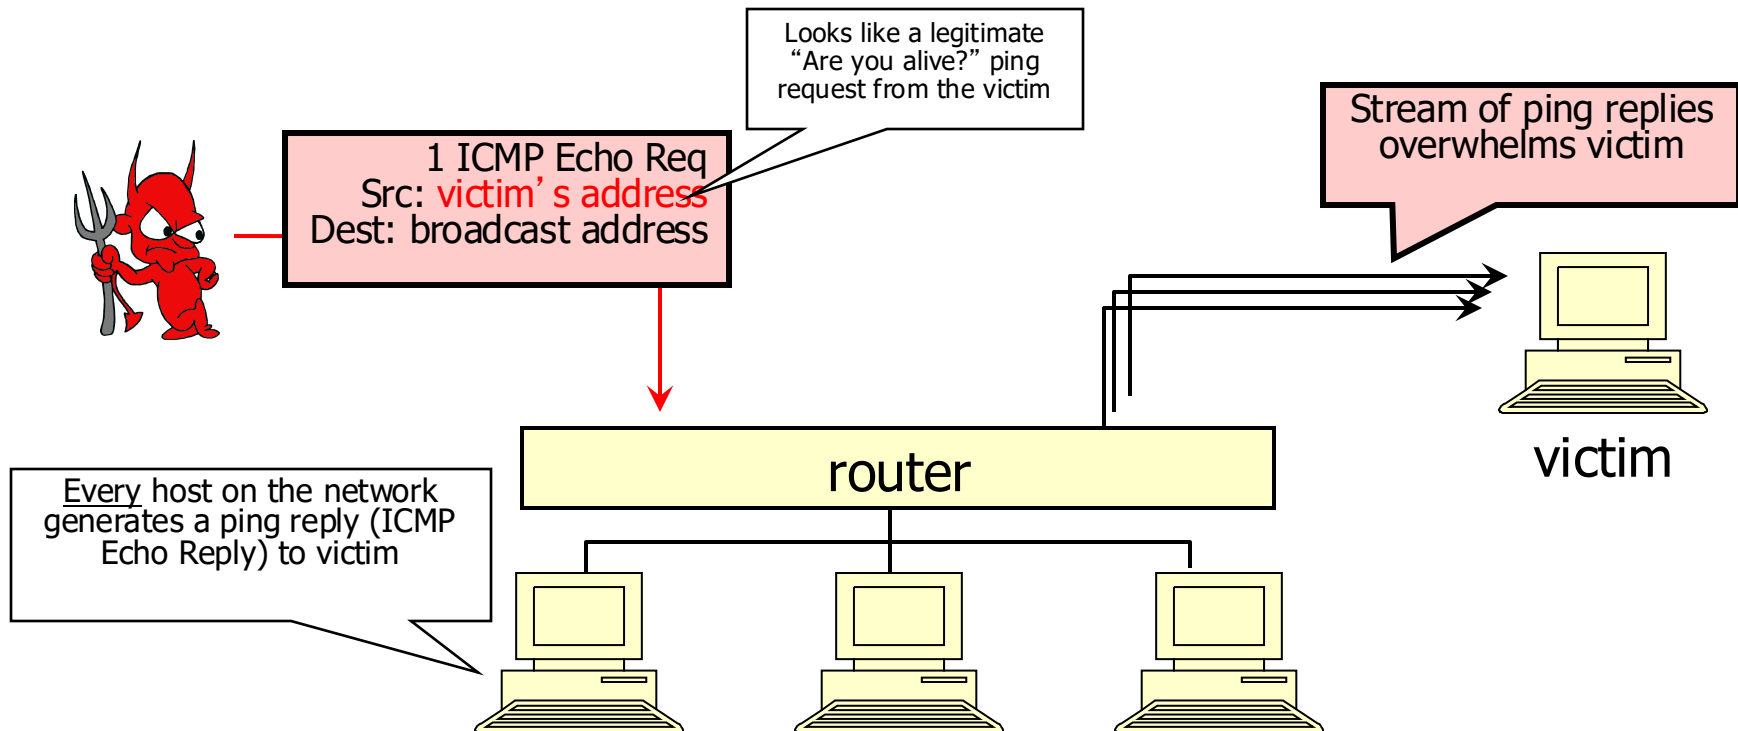 Looks like a legitimate
“Are you alive?” ping
request from the victim
Stream of ping replies
overwhelms victim
1 ICMP Echo Req
Src: victim’s address
Dest: broadcast address
router
victim
Every host on the network
generates a ping reply (ICMP
Echo Reply) to victim